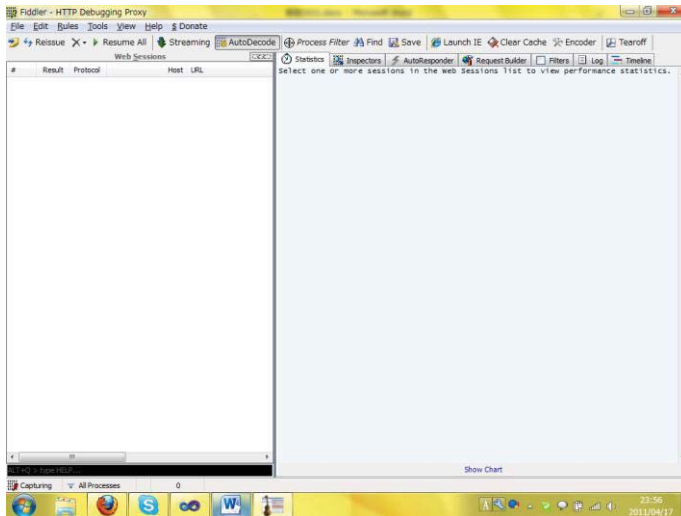 Fiddler - HTTP Debugging Proxy
File Edit Rules Tools View Help $ Donate
Reissue Resume All Streaming AutoDecode Process Filter Find Save Launch IE Clear Cache Encoder Tearoff
Web Sessions
Statistics Inspectors AutoResponder Request Builder Filters Log Timeline
# Result Protocol Host URL
Select one or more sessions in the Web Sessions list to view performance statistics.
Show Chart
ALT+Q > type HELP...
Capturing All Processes 0
23:56
2011/04/17